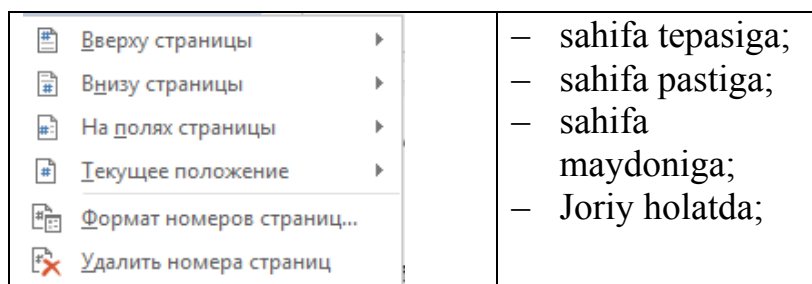 Вверху страницы
Внизу страницы
На полях страницы
Текущее положение
Формат номеров страниц...
Удалить номера страниц
– sahifa tepasiga;
– sahifa pastiga;
– sahifa
maydoniga;
– Joriy holatda;